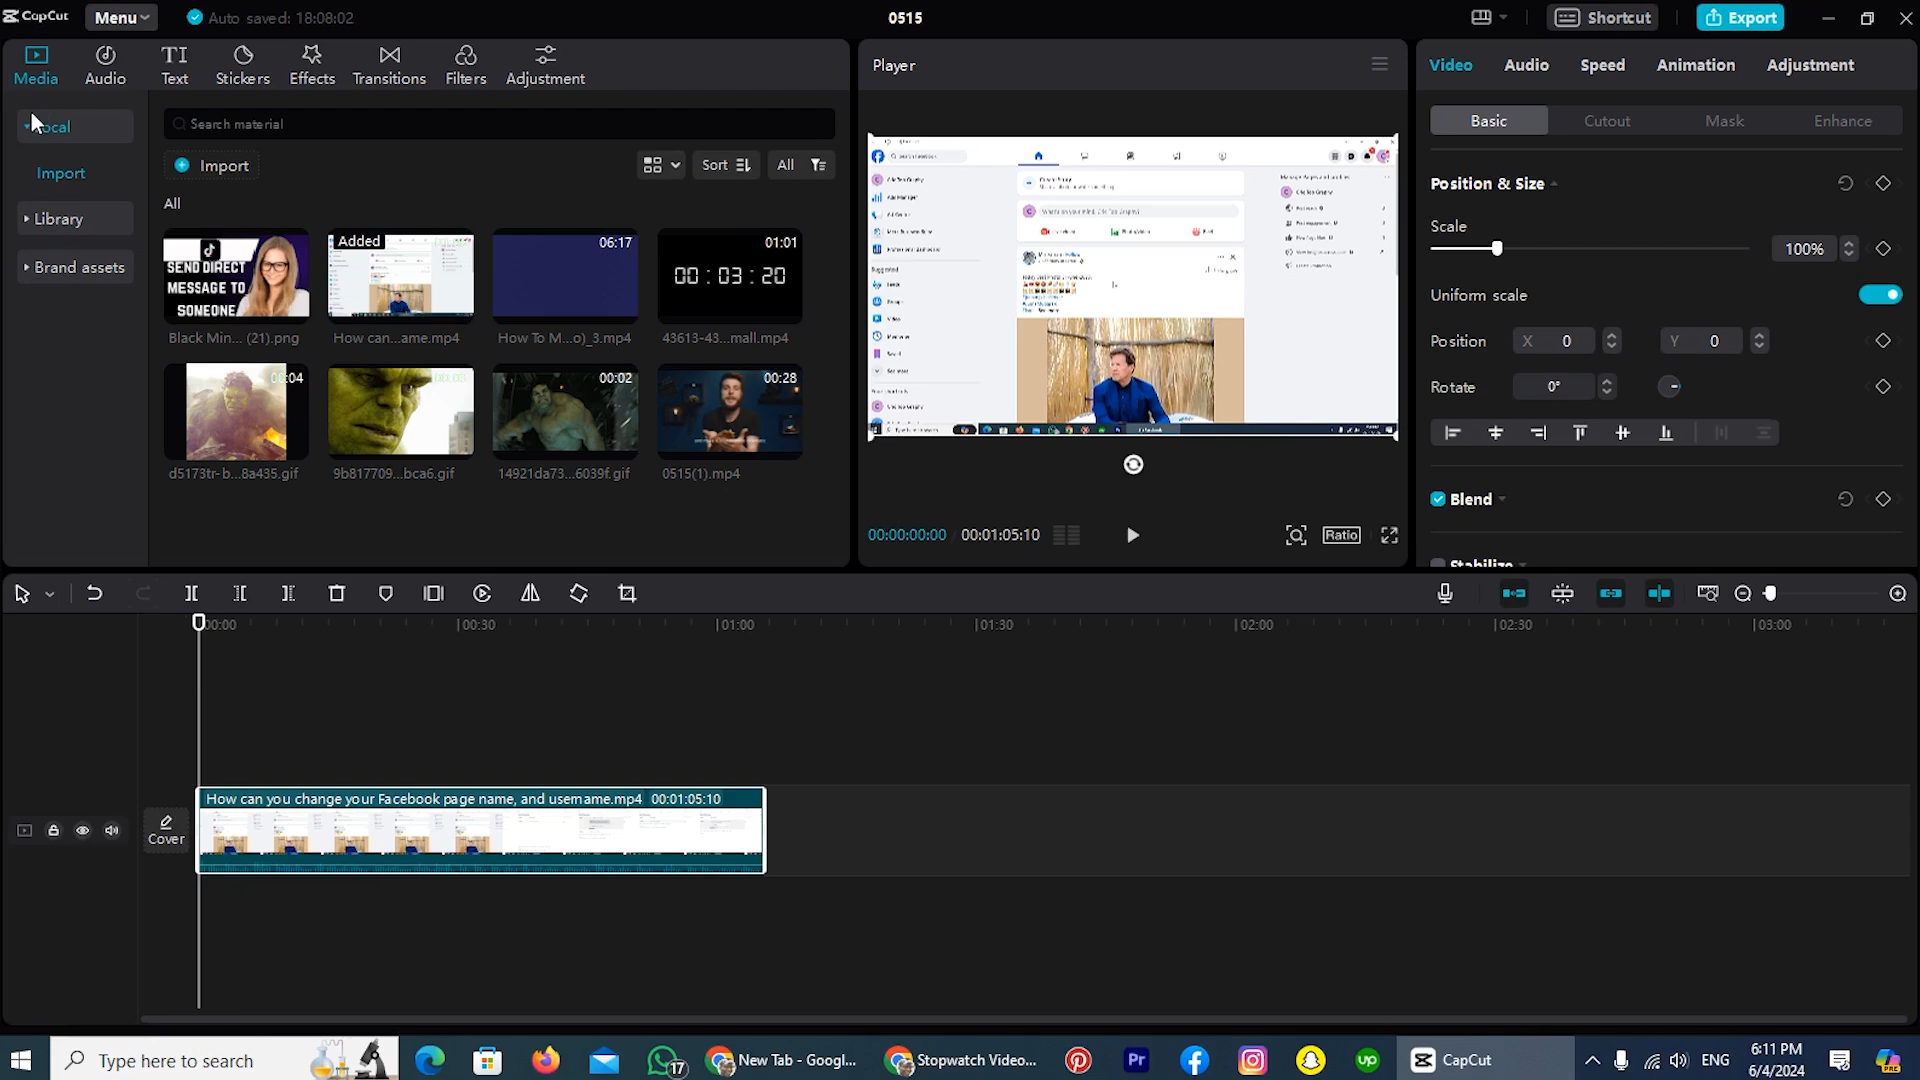 CapCut
Menu
Auto saved: 18:08:02
0515
Shortcut
Export
Media
Audio
Text
Stickers
Effects
Transitions
Filters
Adjustment
Local
Import
Library
Brand assets
Search material
Import
Sort
All
All
SEND DIRECT
MESSAGE TO
SOMEONE
Black Min... (21).png
Added
How can...ame.mp4
06:17
How To M...o)_3.mp4
01:01
00 : 03 : 20
43613-43...mall.mp4
00:04
d5173tr-b...8a435.gif
9b817709...bca6.gif
00:02
14921da73...6039f.gif
00:28
0515(1).mp4
Player
00:00:00:00
00:01:05:10
Ratio
Video
Audio
Speed
Animation
Adjustment
Basic
Cutout
Mask
Enhance
Position & Size
Scale
100%
Uniform scale
Position
X 0
Y 0
Rotate
0°
Blend
Stabilize
00:00
00:30
01:00
01:30
02:00
02:30
03:00
Cover
How can you change your Facebook page name, and username.mp4 00:01:05:10
Type here to search
17
New Tab - Googl...
Stopwatch Video...
Pr
up
CapCut
ENG
6:11 PM
6/4/2024
PRE